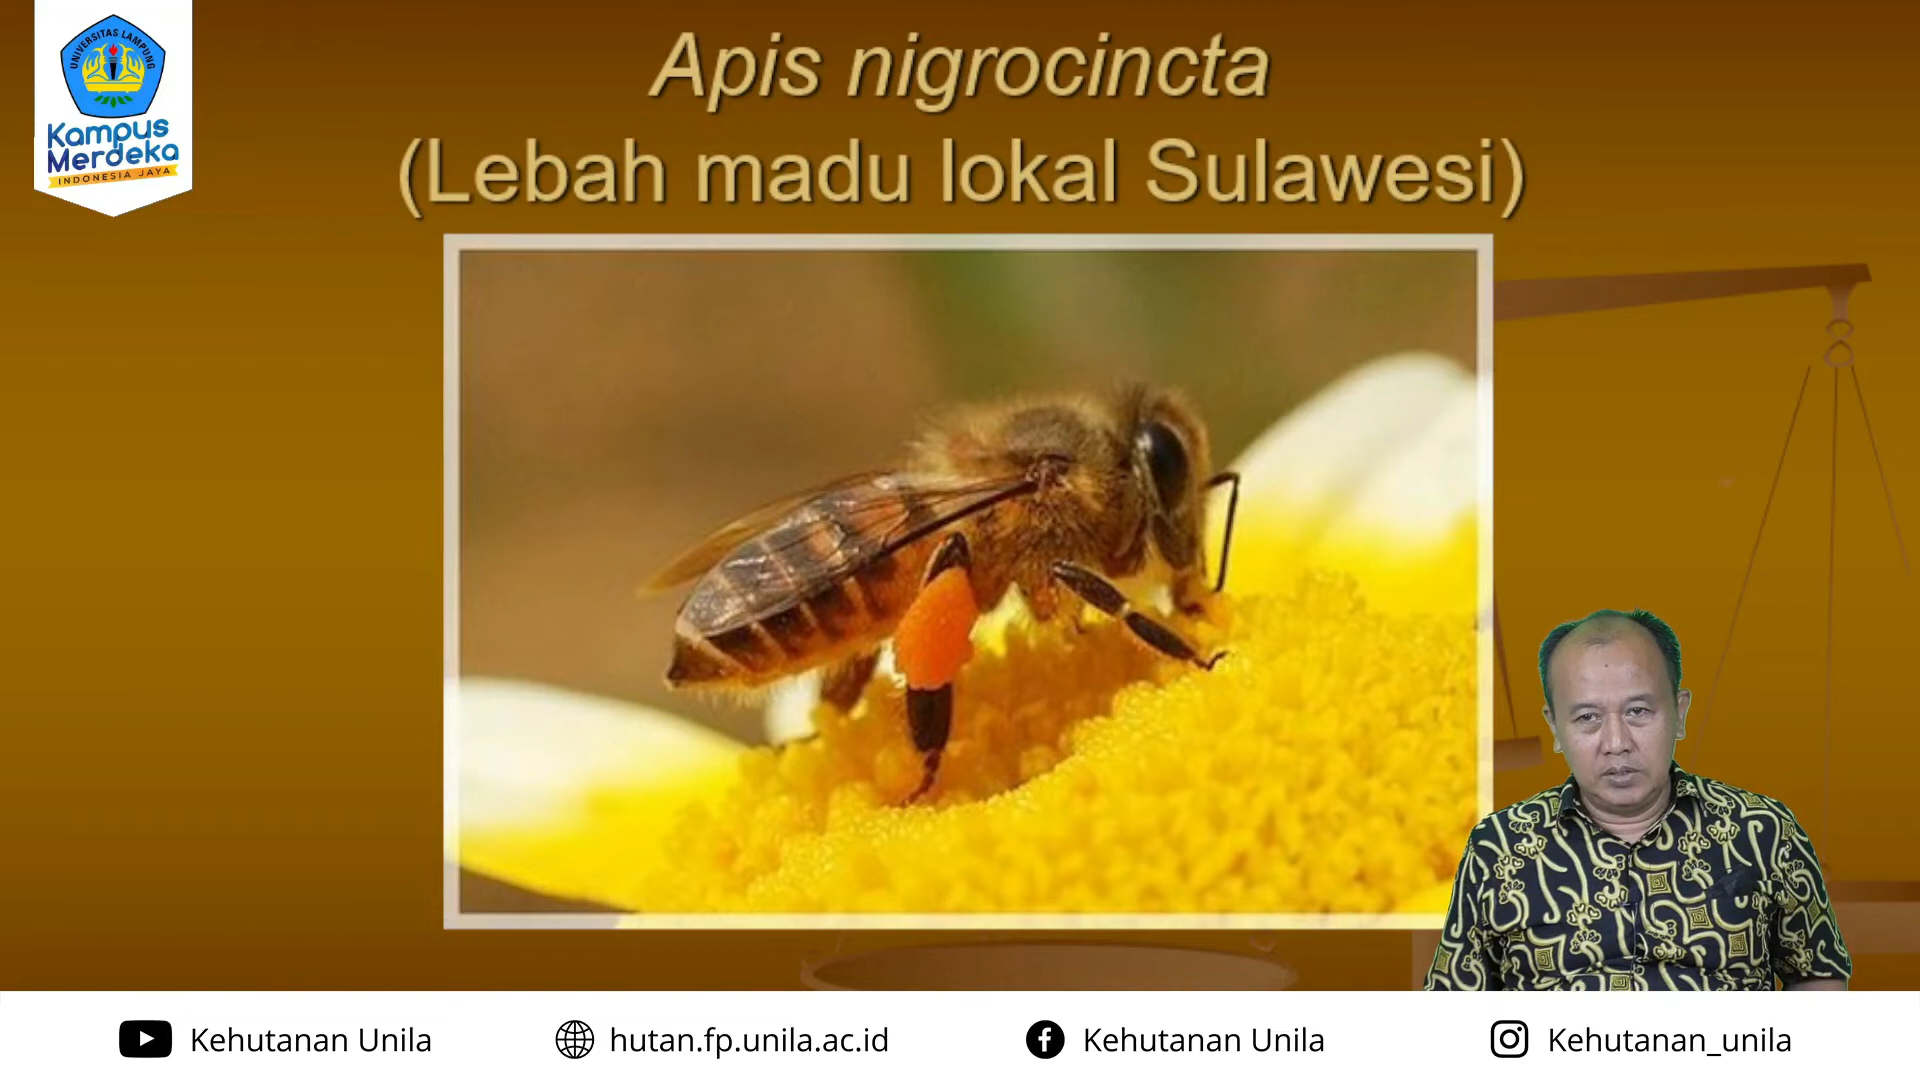 UNIVERSITAS LAMPUNG
Kampus
Merdeka
INDONESIA JAYA
Apis nigrocincta
(Lebah madu lokal Sulawesi)
Kehutanan Unila
hutan.fp.unila.ac.id
Kehutanan Unila
Kehutanan_unila